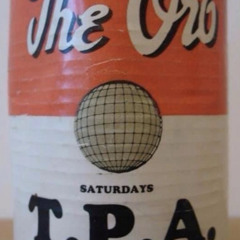 The Orb
SATURDAYS
T.P.A.